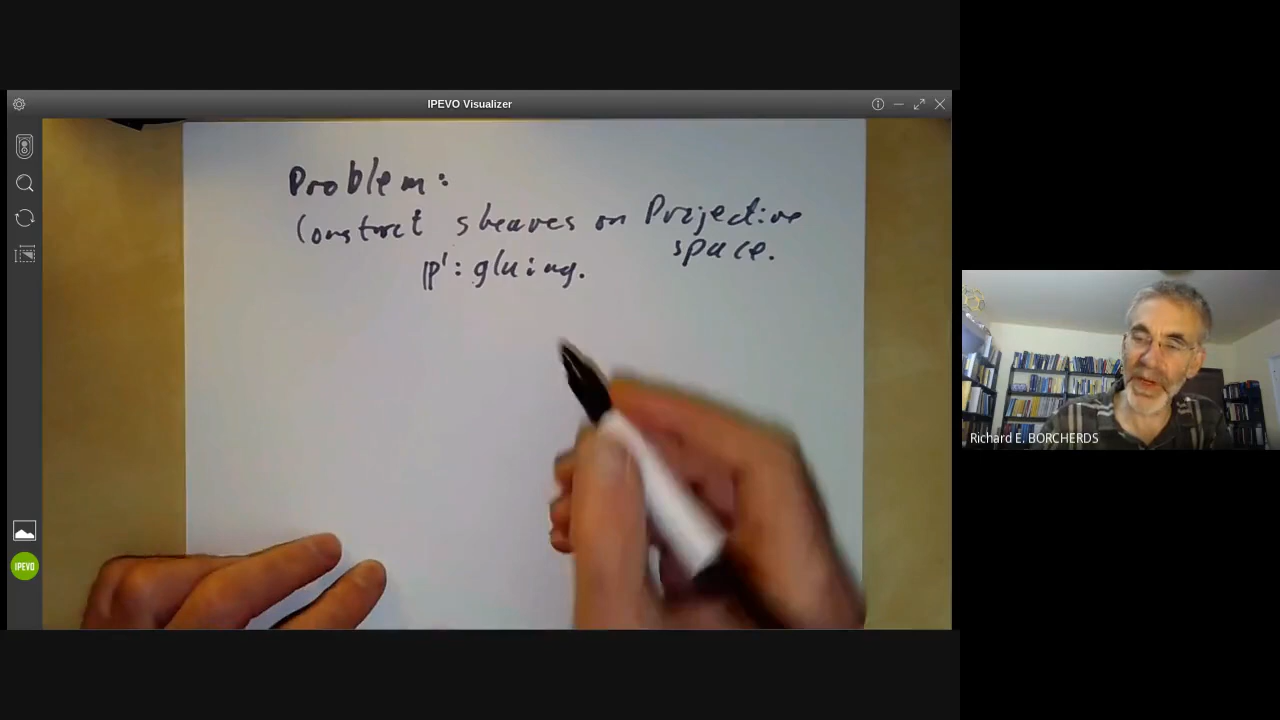 IPEVO Visualizer
Problem:
Construct sheaves on Projective
space.
P¹: gluing.
Richard E. BORCHERDS
IPEVO